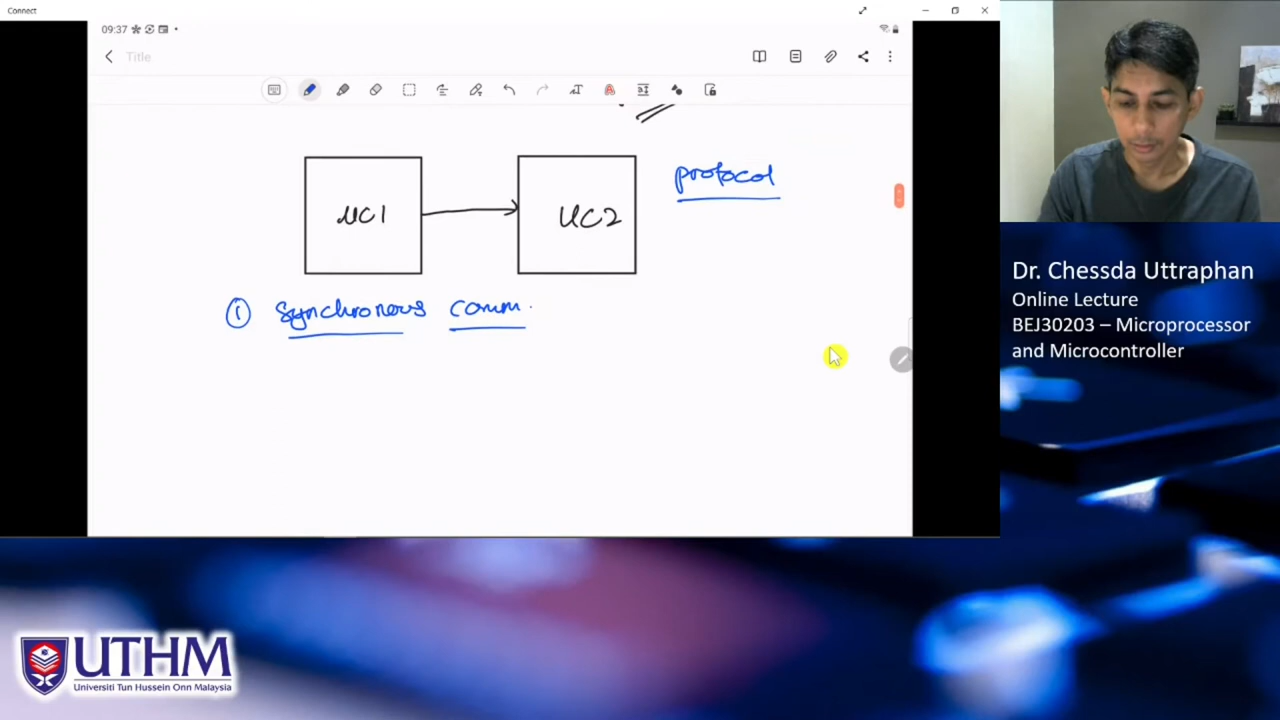 Connect
09:37
Title
protocol
UC1
UC2
① Synchronous comm.
Dr. Chessda Uttraphan
Online Lecture
BEJ30203 – Microprocessor
and Microcontroller
UTHM
Universiti Tun Hussein Onn Malaysia